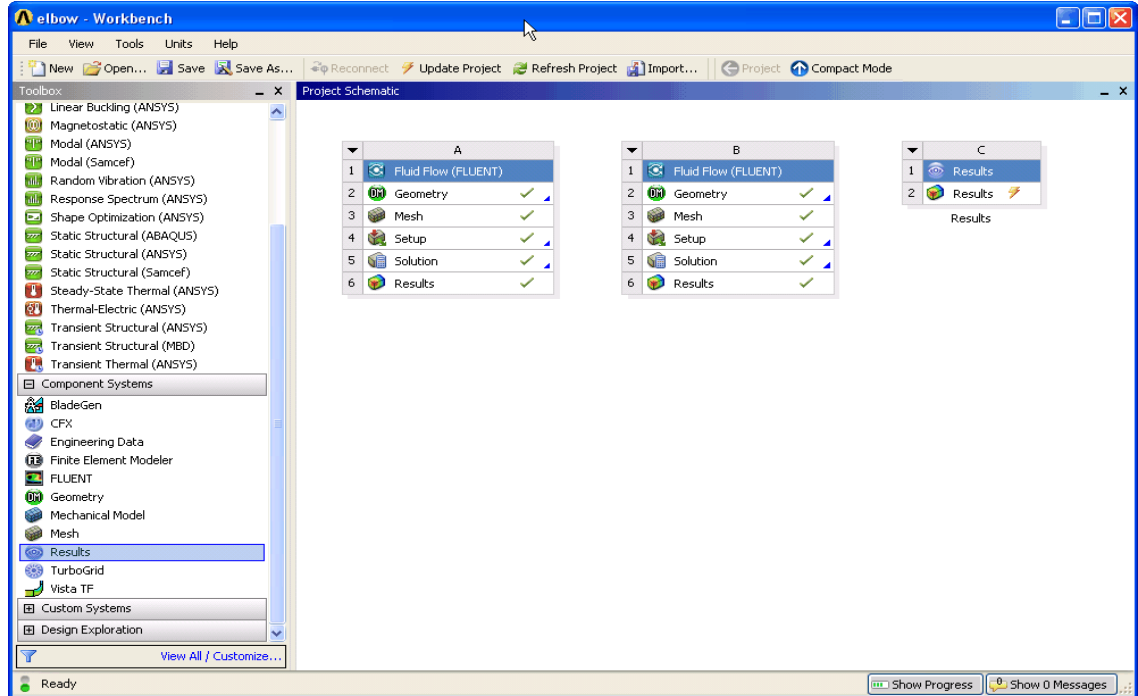 elbow - Workbench
File View Tools Units Help
New Open... Save Save As... Reconnect Update Project Refresh Project Import... Project Compact Mode
Toolbox
Linear Buckling (ANSYS)
Magnetostatic (ANSYS)
Modal (ANSYS)
Modal (Samcef)
Random Vibration (ANSYS)
Response Spectrum (ANSYS)
Shape Optimization (ANSYS)
Static Structural (ABAQUS)
Static Structural (ANSYS)
Static Structural (Samcef)
Steady-State Thermal (ANSYS)
Thermal-Electric (ANSYS)
Transient Structural (ANSYS)
Transient Structural (MBD)
Transient Thermal (ANSYS)
Component Systems
BladeGen
CFX
Engineering Data
Finite Element Modeler
FLUENT
Geometry
Mechanical Model
Mesh
Results
TurboGrid
Vista TF
Custom Systems
Design Exploration
View All / Customize...
Project Schematic
A
1 Fluid Flow (FLUENT)
2 Geometry
3 Mesh
4 Setup
5 Solution
6 Results
B
1 Fluid Flow (FLUENT)
2 Geometry
3 Mesh
4 Setup
5 Solution
6 Results
C
1 Results
2 Results
Results
Ready
Show Progress
Show 0 Messages